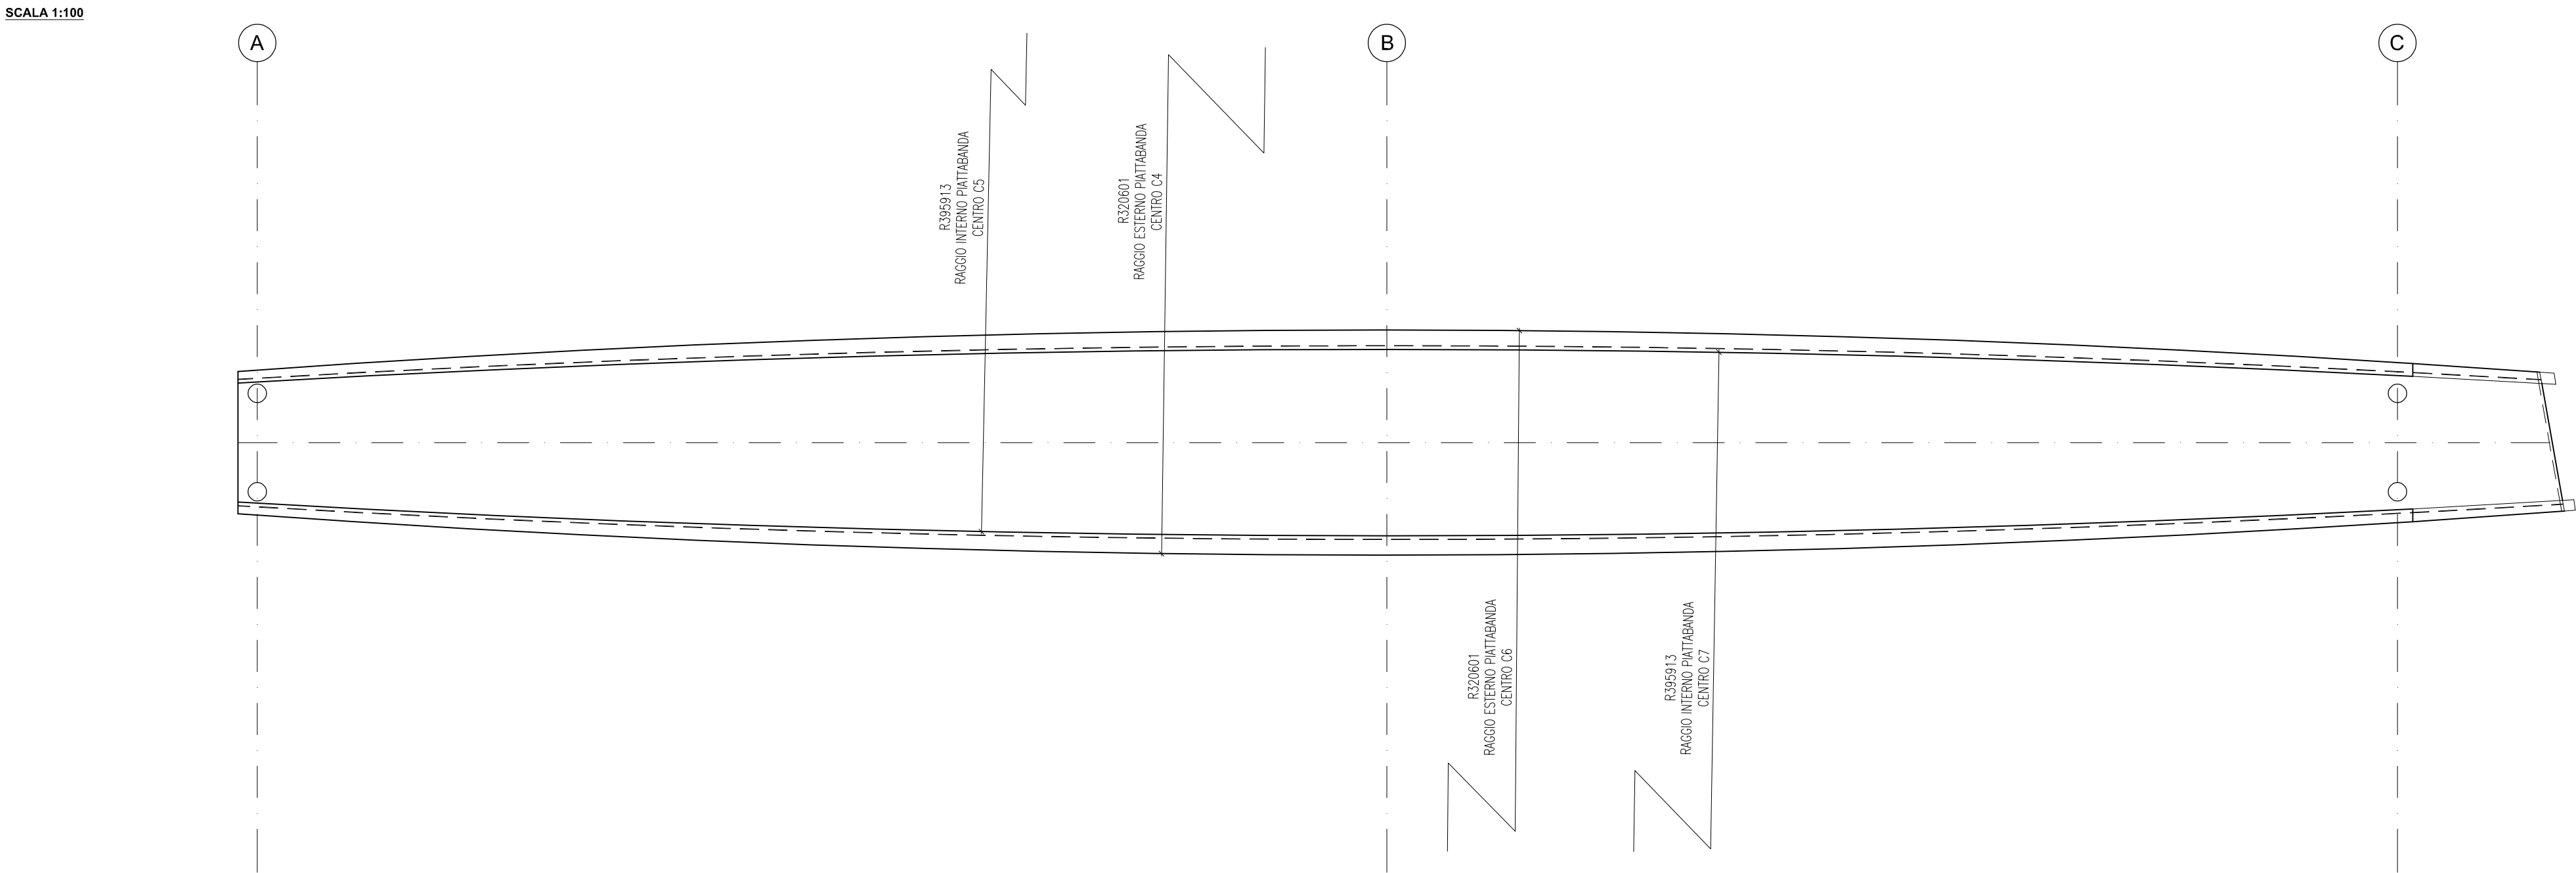 SCALA 1:100
A
B
C
R395913
RAGGIO INTERNO PIATTABANDA
CENTRO C5
R320601
RAGGIO ESTERNO PIATTABANDA
CENTRO C4
R320601
RAGGIO ESTERNO PIATTABANDA
CENTRO C6
R395913
RAGGIO INTERNO PIATTABANDA
CENTRO C7